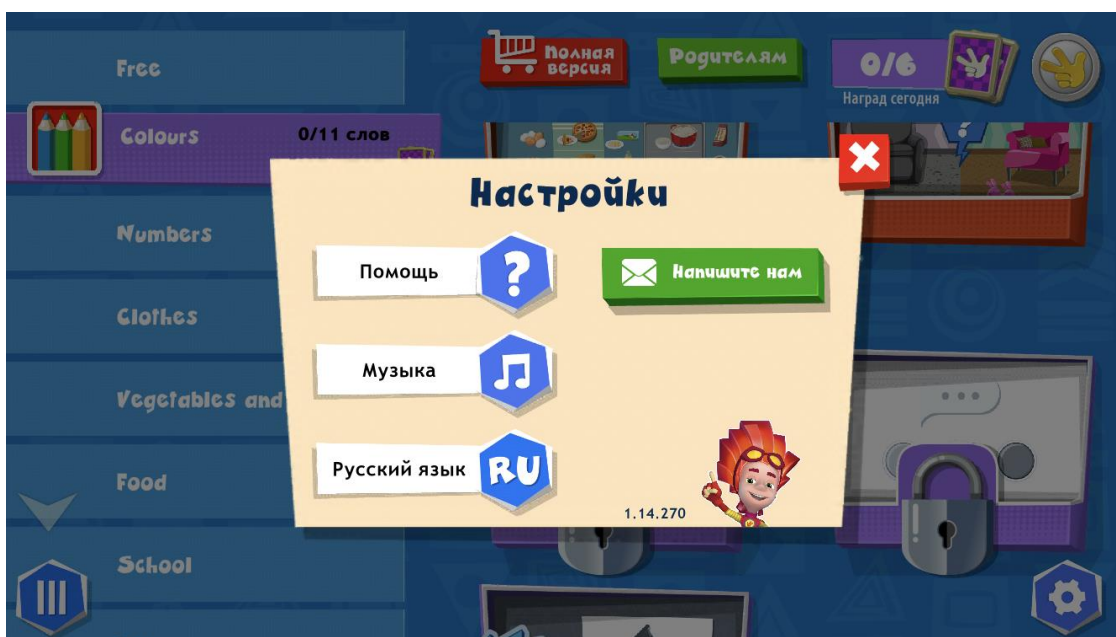 Free
Colours
0/11 слов
Numbers
Clothes
Vegetables and
Food
School
Полная
версия
Родителям
0/6
Наград сегодня
?
Настройки
Помощь
?
Напишите нам
Музыка
Русский язык
RU
1.14.270